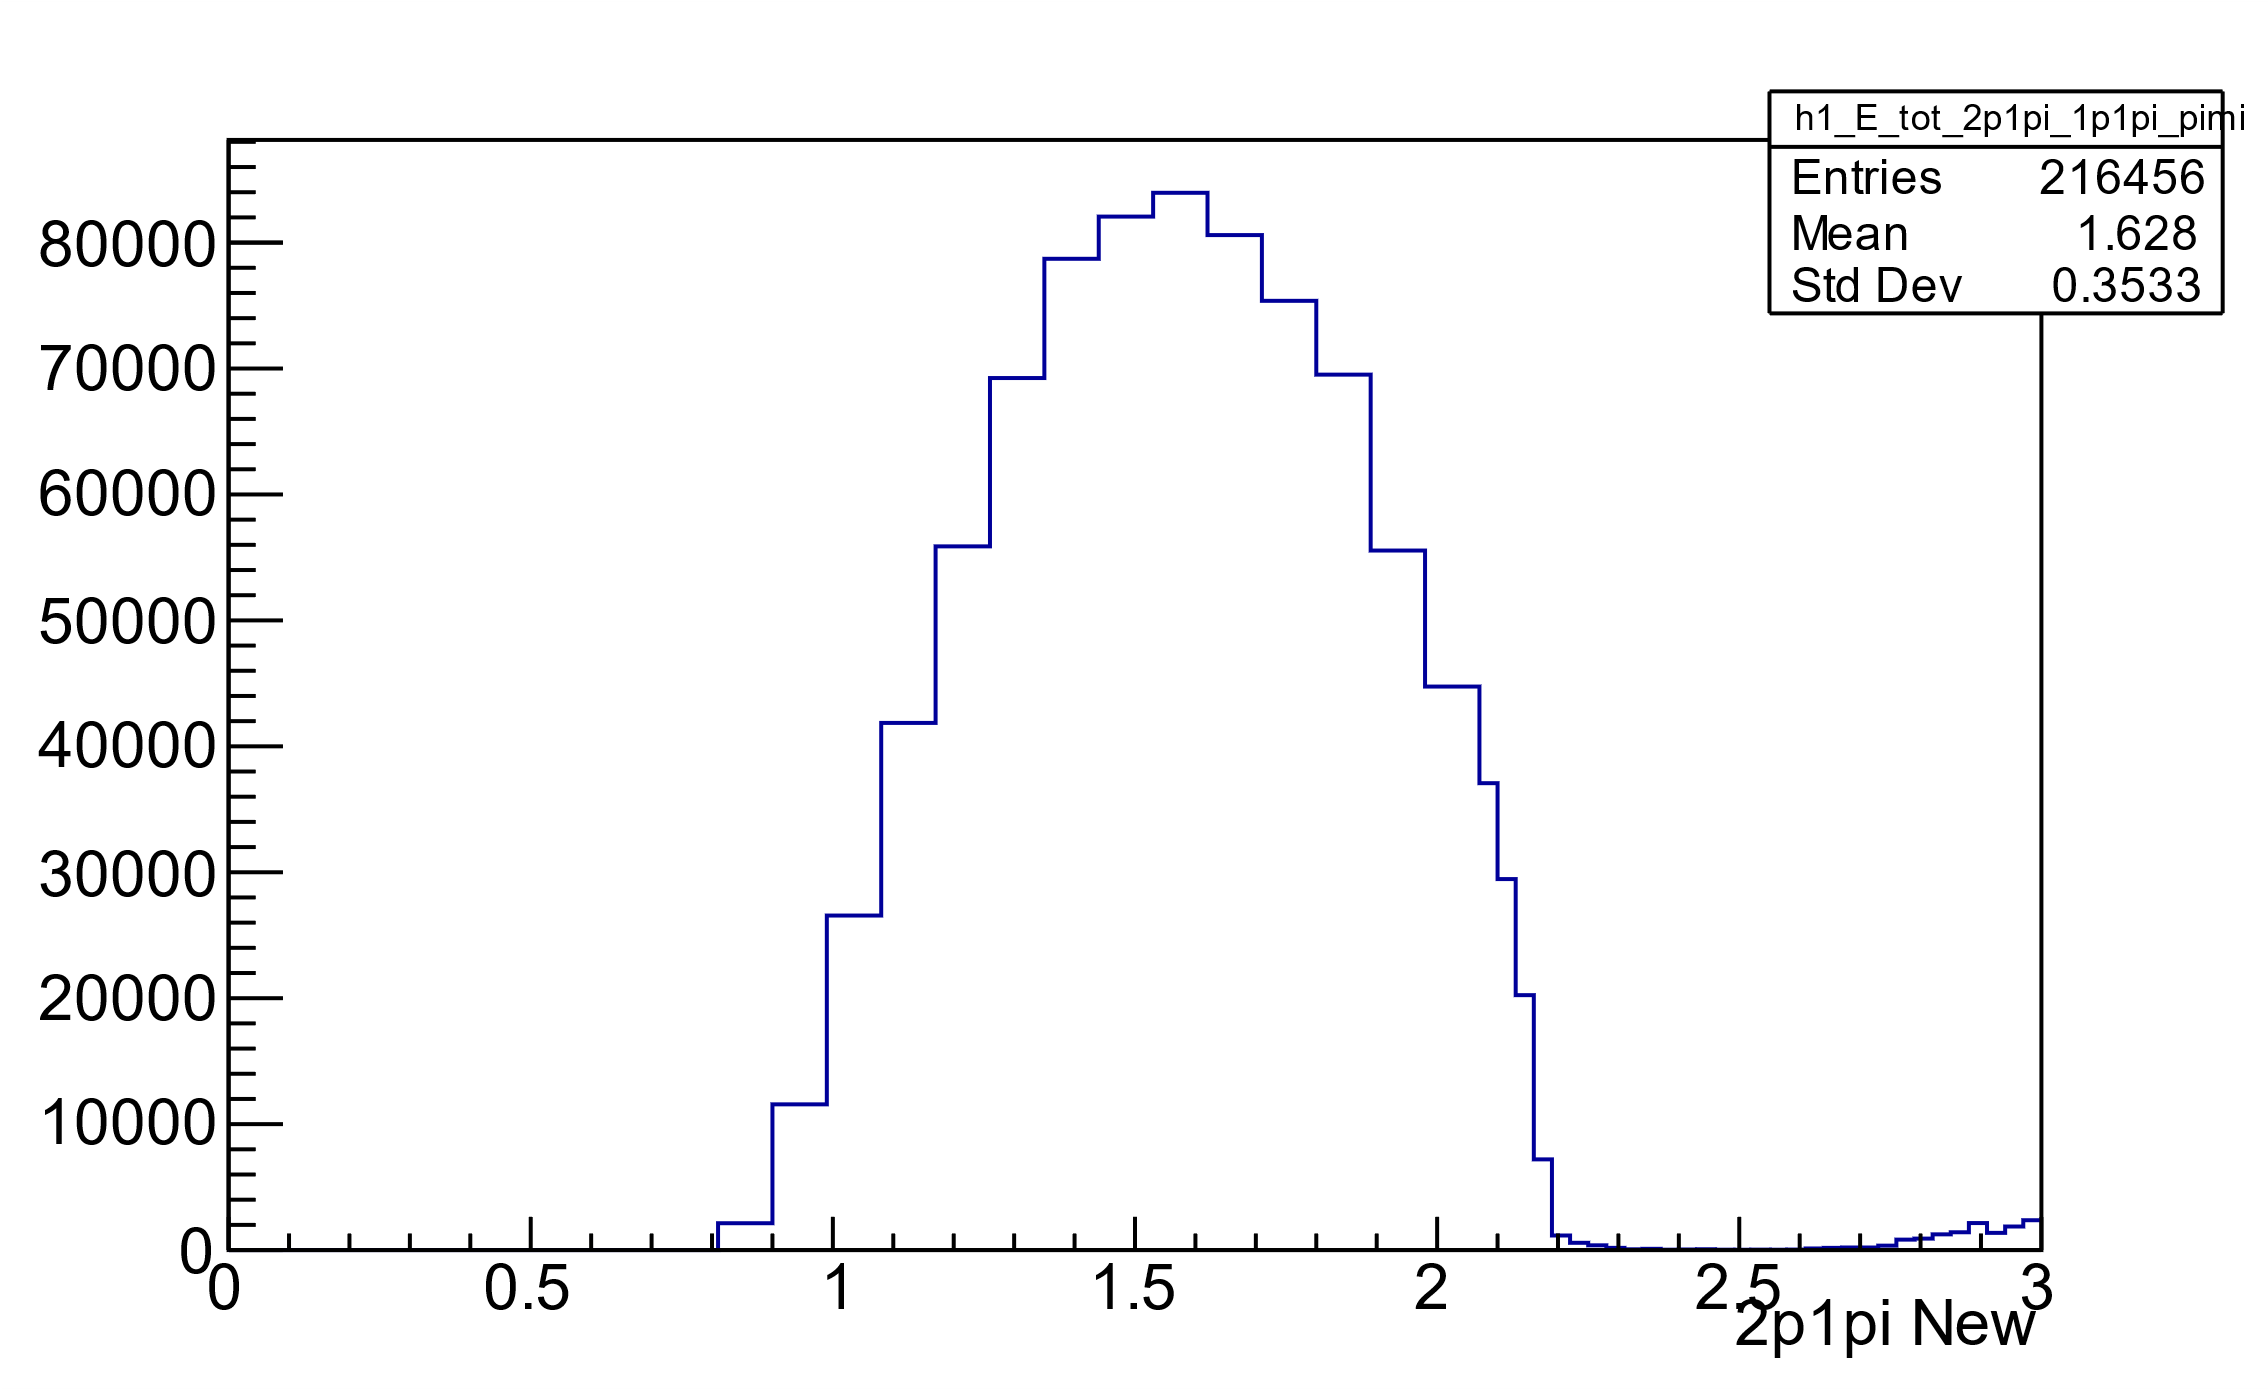 h1_E_tot_2p1pi_1p1pi_pimi
Entries 216456
Mean 1.628
Std Dev 0.3533
80000
70000
60000
50000
40000
30000
20000
10000
0
0 0.5 1 1.5 2 2.5 3
2p1pi New